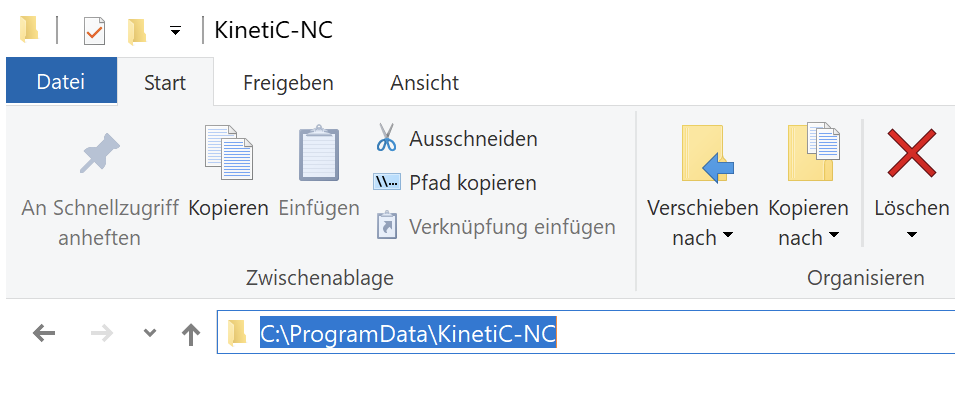 KinetiC-NC
Datei Start Freigeben Ansicht
An Schnellzugriff
anheften
Kopieren
Einfügen
Ausschneiden
\\...
Pfad kopieren
Verknüpfung einfügen
Verschieben
nach
Kopieren
nach
Löschen
Zwischenablage
Organisieren
C:\ProgramData\KinetiC-NC